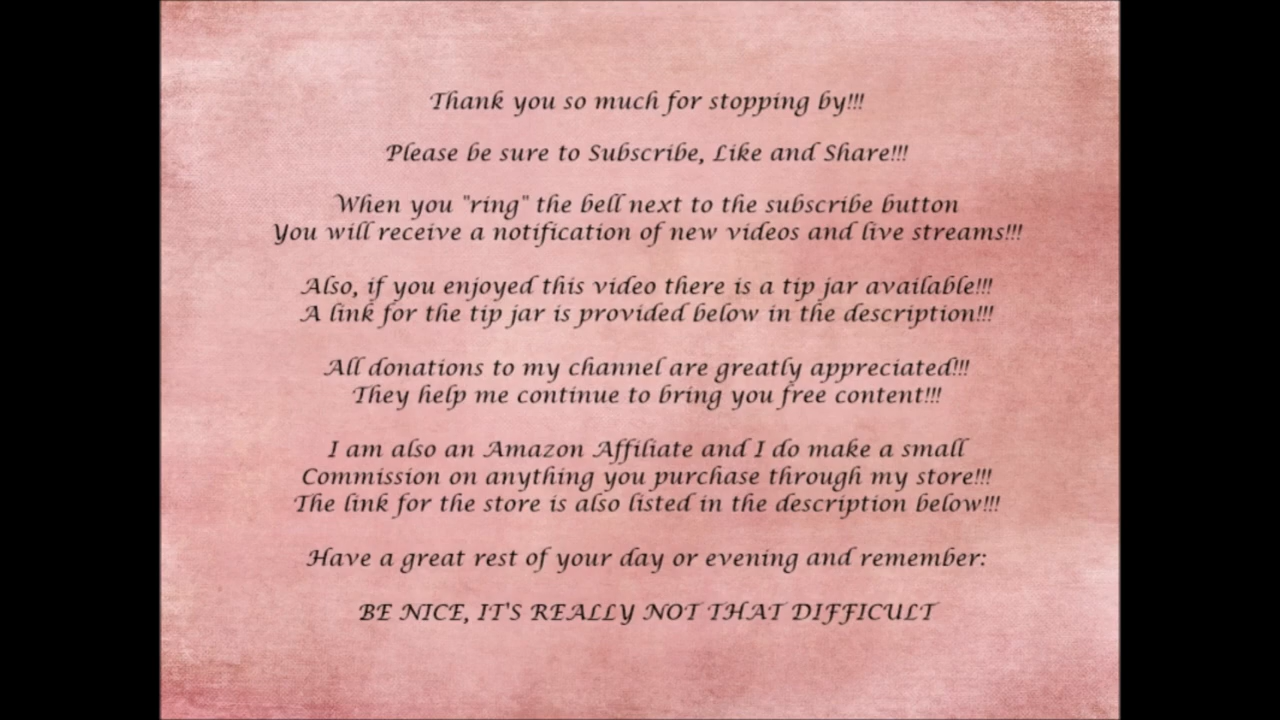 Thank you so much for stopping by!!!
Please be sure to Subscribe, Like and Share!!!
When you "ring" the bell next to the subscribe button
You will receive a notification of new videos and live streams!!!
Also, if you enjoyed this video there is a tip jar available!!!
A link for the tip jar is provided below in the description!!!
All donations to my channel are greatly appreciated!!!
They help me continue to bring you free content!!!
I am also an Amazon Affiliate and I do make a small
Commission on anything you purchase through my store!!!
The link for the store is also listed in the description below!!!
Have a great rest of your day or evening and remember:
BE NICE, IT'S REALLY NOT THAT DIFFICULT